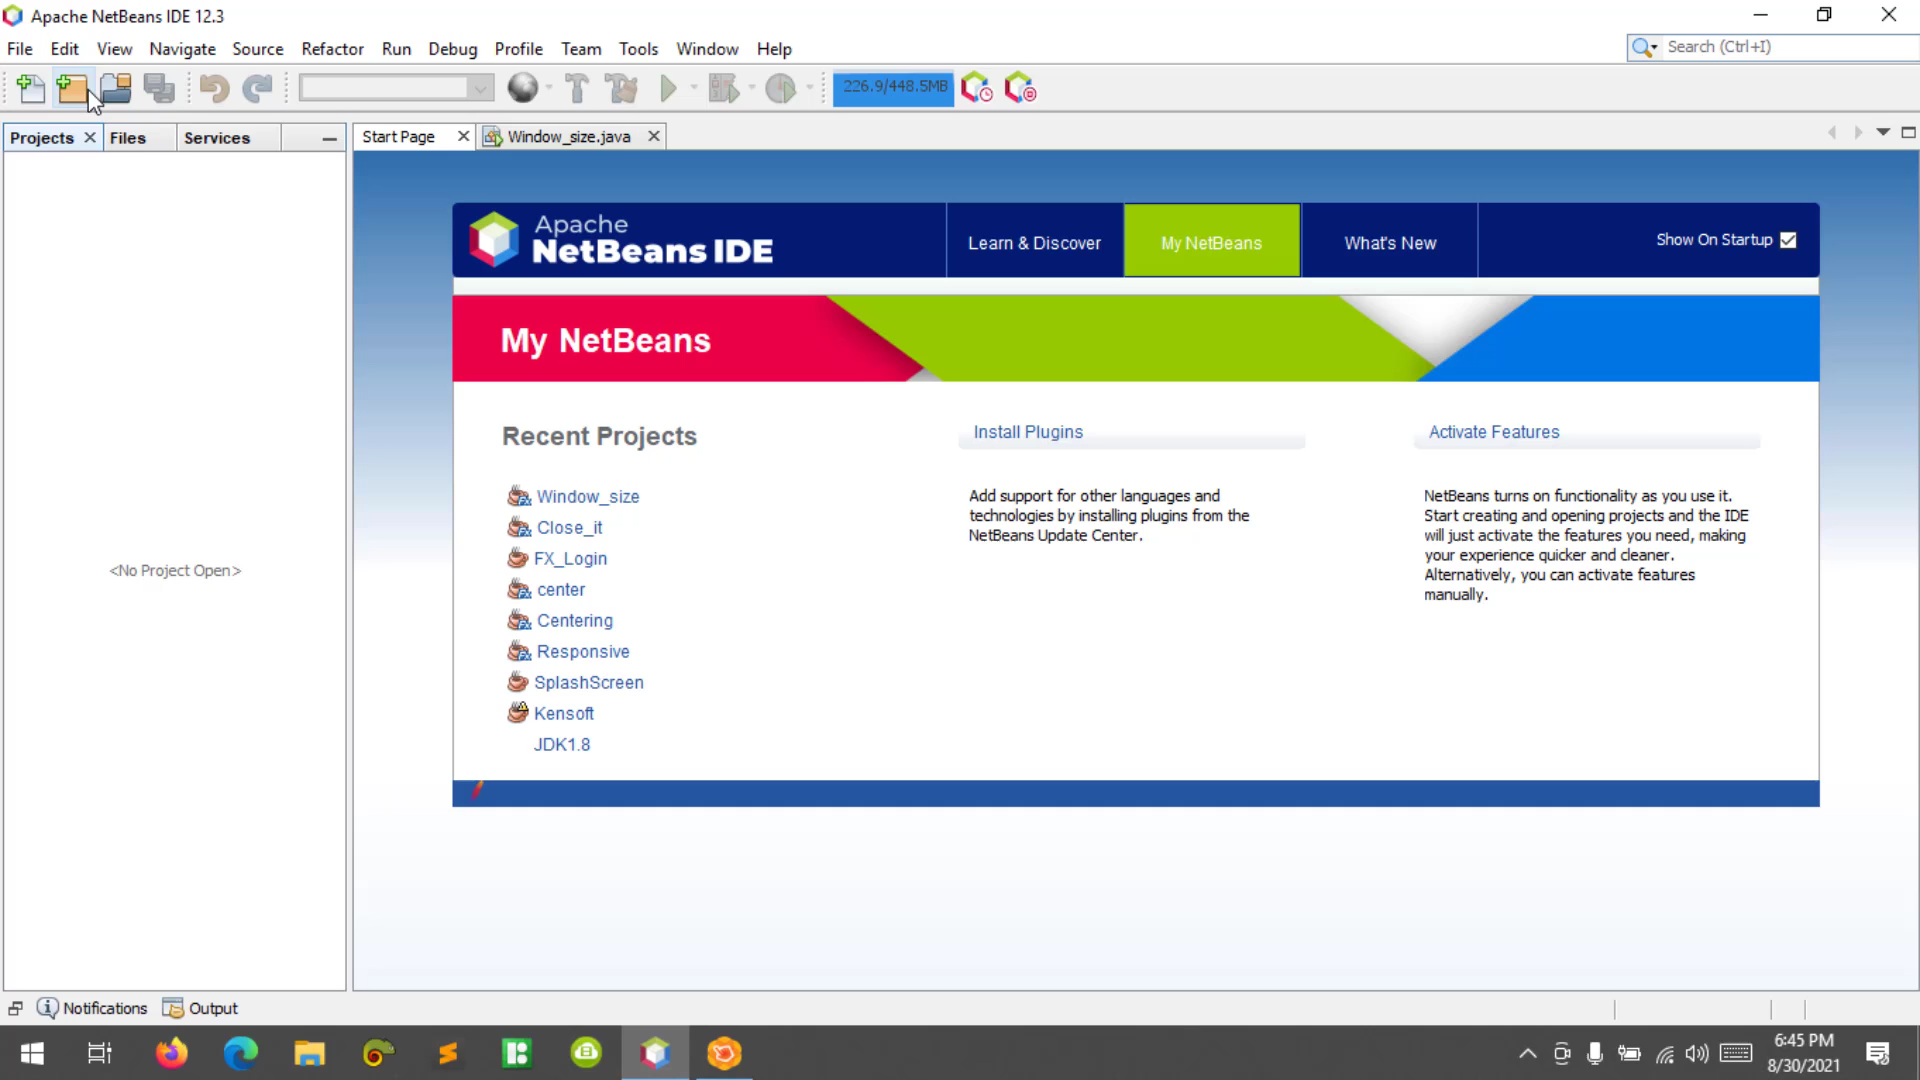 Apache NetBeans IDE 12.3
File Edit View Navigate Source Refactor Run Debug Profile Team Tools Window Help
Search (Ctrl+I)
226.9/448.5MB
Projects Files Services
Start Page Window_size.java
Apache
NetBeans IDE
Learn & Discover My NetBeans What's New Show On Startup
My NetBeans
Recent Projects
Window_size
Close_it
FX_Login
center
Centering
Responsive
SplashScreen
Kensoft
JDK1.8
Install Plugins
Add support for other languages and
technologies by installing plugins from the
NetBeans Update Center.
Activate Features
NetBeans turns on functionality as you use it.
Start creating and opening projects and the IDE
will just activate the features you need, making
your experience quicker and cleaner.
Alternatively, you can activate features
manually.
<No Project Open>
Notifications Output
6:45 PM
8/30/2021